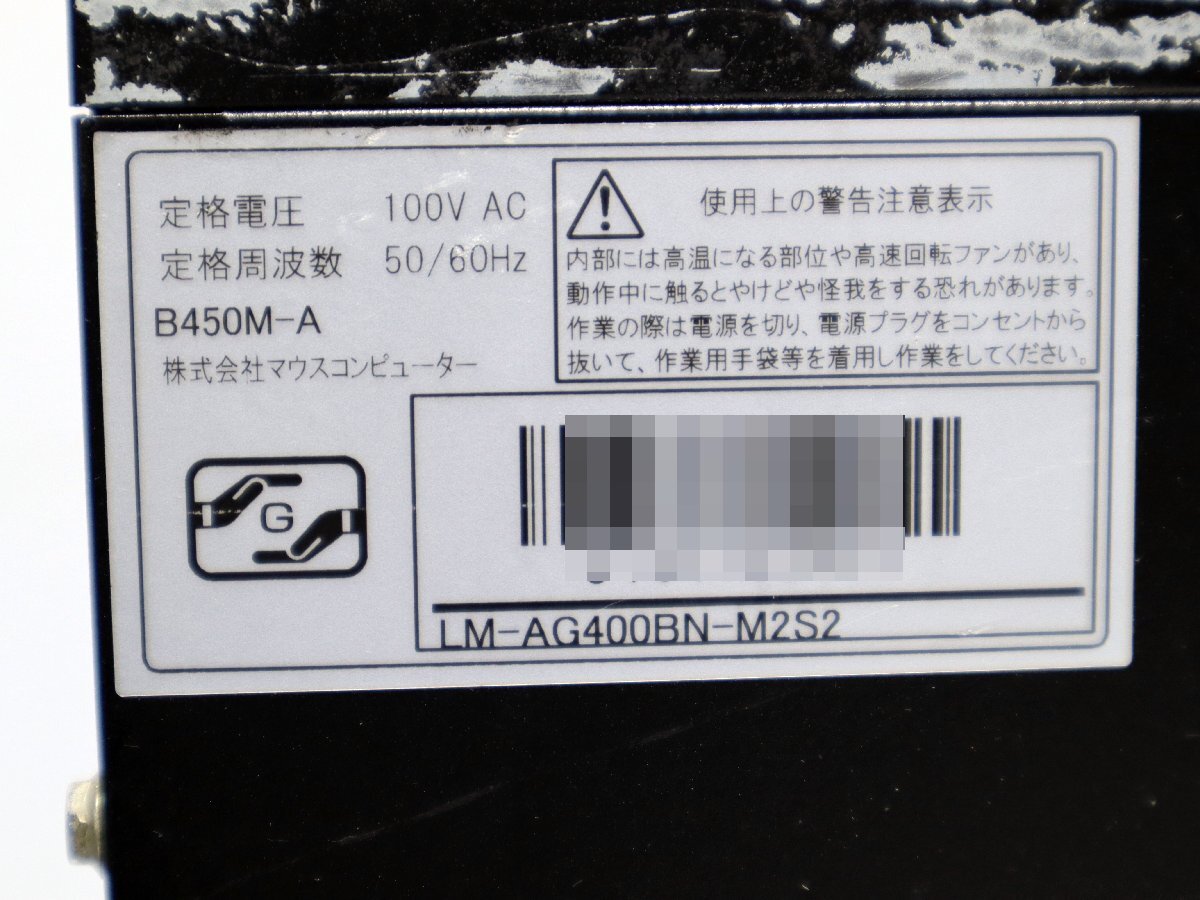 定格電圧 100V AC
定格周波数 50/60Hz
B450M-A
株式会社マウスコンピューター
使用上の警告注意表示
内部には高温になる部位や高速回転ファンがあり、
動作中に触るとやけどや怪我をする恐れがあります。
作業の際は電源を切り、電源プラグをコンセントから
抜いて、作業用手袋等を着用し作業をしてください。
G
LM-AG400BN-M2S2